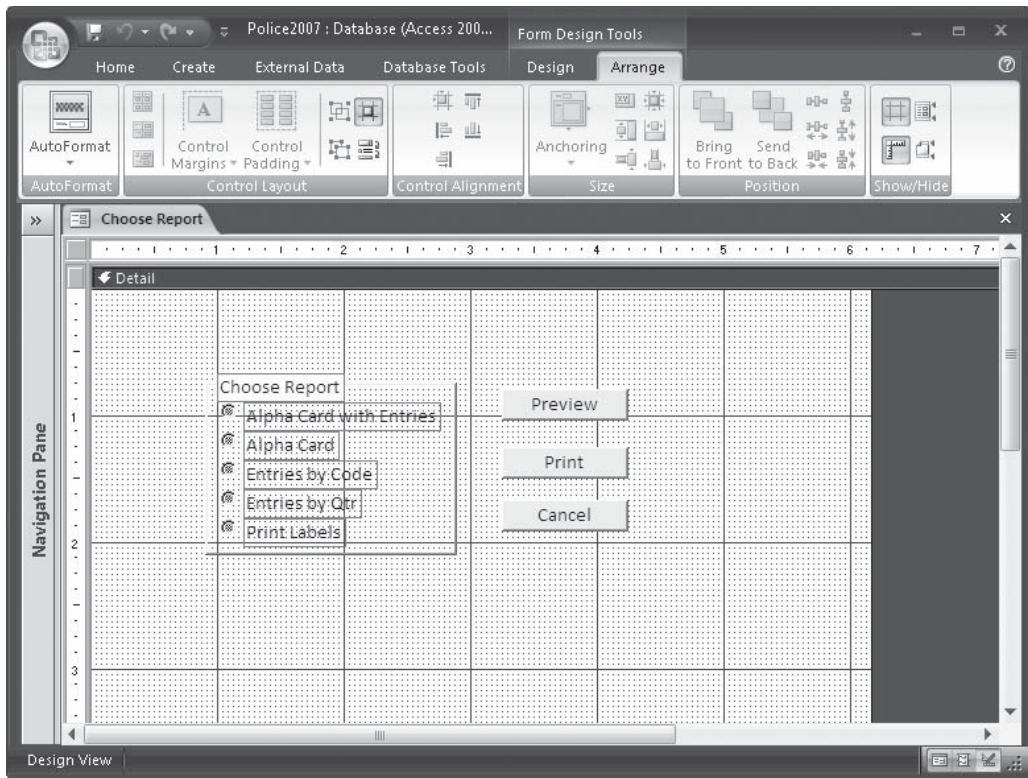 Police2007 : Database (Access 200...
Form Design Tools
Home Create External Data Database Tools Design Arrange
AutoFormat
Control Margins
Control Padding
Anchoring
Bring to Front
Send to Back
AutoFormat Control Layout Control Alignment Size Position Show/Hide
Choose Report
1 2 3 4 5 6 7
Detail
Navigation Pane
1
2
3
Choose Report
Alpha Card with Entries
Alpha Card
Entries by Code
Entries by Qtr
Print Labels
Preview
Print
Cancel
Design View